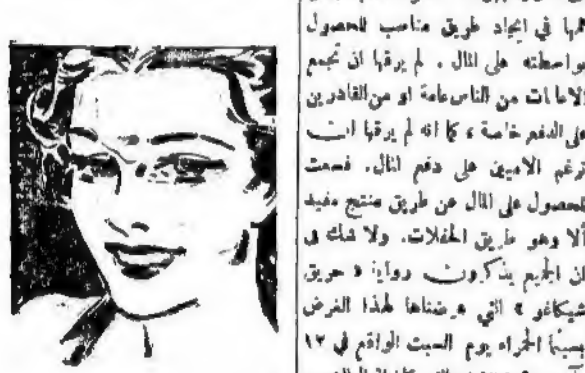 همها في ايجاد طريق مناسب للحصول
بواسطته على المال . لم يرقها ان تجمع
الاعانات من الناس عامة او من القادرين
على الدفع خاصة ، كما انه لم يرقها ان
ترغم الاميين على دفع المال. فسعت
للحصول على المال عن طريق منتج مفيد
ألا وهو طريق الحفلات. ولا شك في
ان الجميع يذكرون رواية « حريق
شيكاغو » التي عرضناها لهذا الغرض
بسينما الحمراء يوم السبت الواقع في ١٢